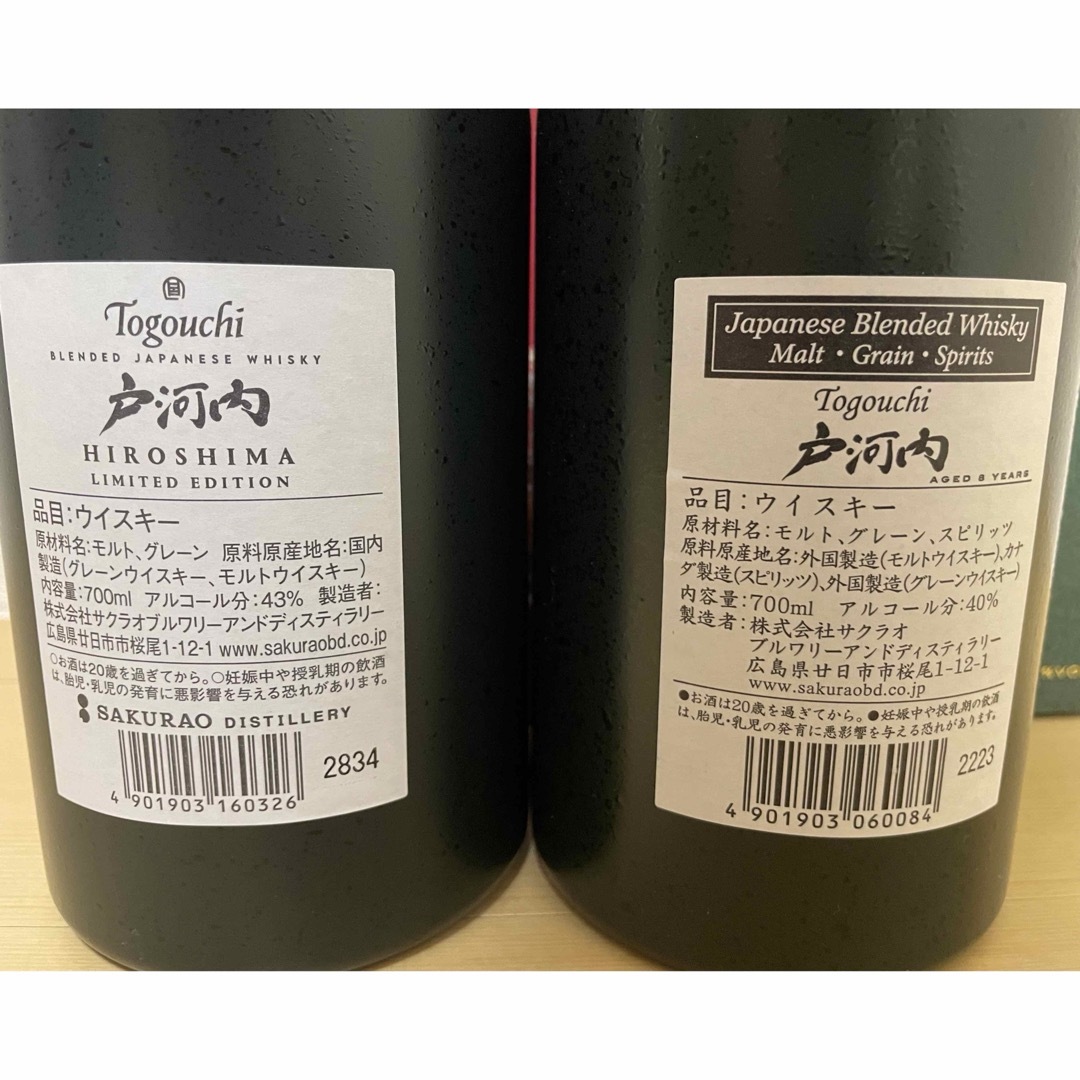 Togouchi
BLENDED JAPANESE WHISKY
戸河内
HIROSHIMA
LIMITED EDITION
品目:ウイスキー
原材料名:モルト、グレーン 原料原産地名:国内
製造(グレーンウイスキー、モルトウイスキー)
内容量:700ml アルコール分:43% 製造者:
株式会社サクラオブルワリーアンドディスティラリー
広島県廿日市市桜尾1-12-1 www.sakuraobd.co.jp
○お酒は20歳を過ぎてから。○妊娠中や授乳期の飲酒
は、胎児・乳児の発育に悪影響を与える恐れがあります。
SAKURAO DISTILLERY
2834
4 901903 160326
Japanese Blended Whisky
Malt・Grain・Spirits
Togouchi
戸河内
AGED 8 YEARS
品目:ウイスキー
原材料名:モルト、グレーン、スピリッツ
原料原産地名:外国製造(モルトウイスキー)、カナ
ダ製造(スピリッツ)、外国製造(グレーンウイスキー)
内容量:700ml アルコール分:40%
製造者:株式会社サクラオ
ブルワリーアンドディスティラリー
広島県廿日市市桜尾1-12-1
www.sakuraobd.co.jp
●お酒は20歳を過ぎてから。●妊娠中や授乳期の飲酒
は、胎児・乳児の発育に悪影響を与える恐れがあります。
2223
4 901903 060084